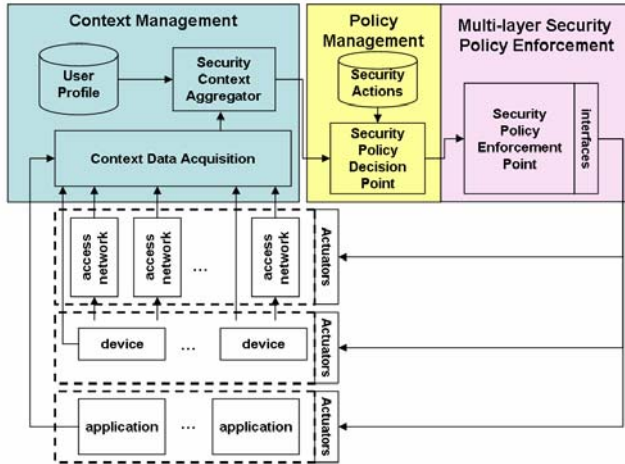 Context Management
Policy
Management
Multi-layer Security
Policy Enforcement
User
Profile
Security
Context
Aggregator
Security
Actions
Context Data Acquisition
Security
Policy
Decision
Point
Security
Policy
Enforcement
Point
interfaces
access
network
access
network
...
access
network
Actuators
device
...
device
Actuators
application
...
application
Actuators